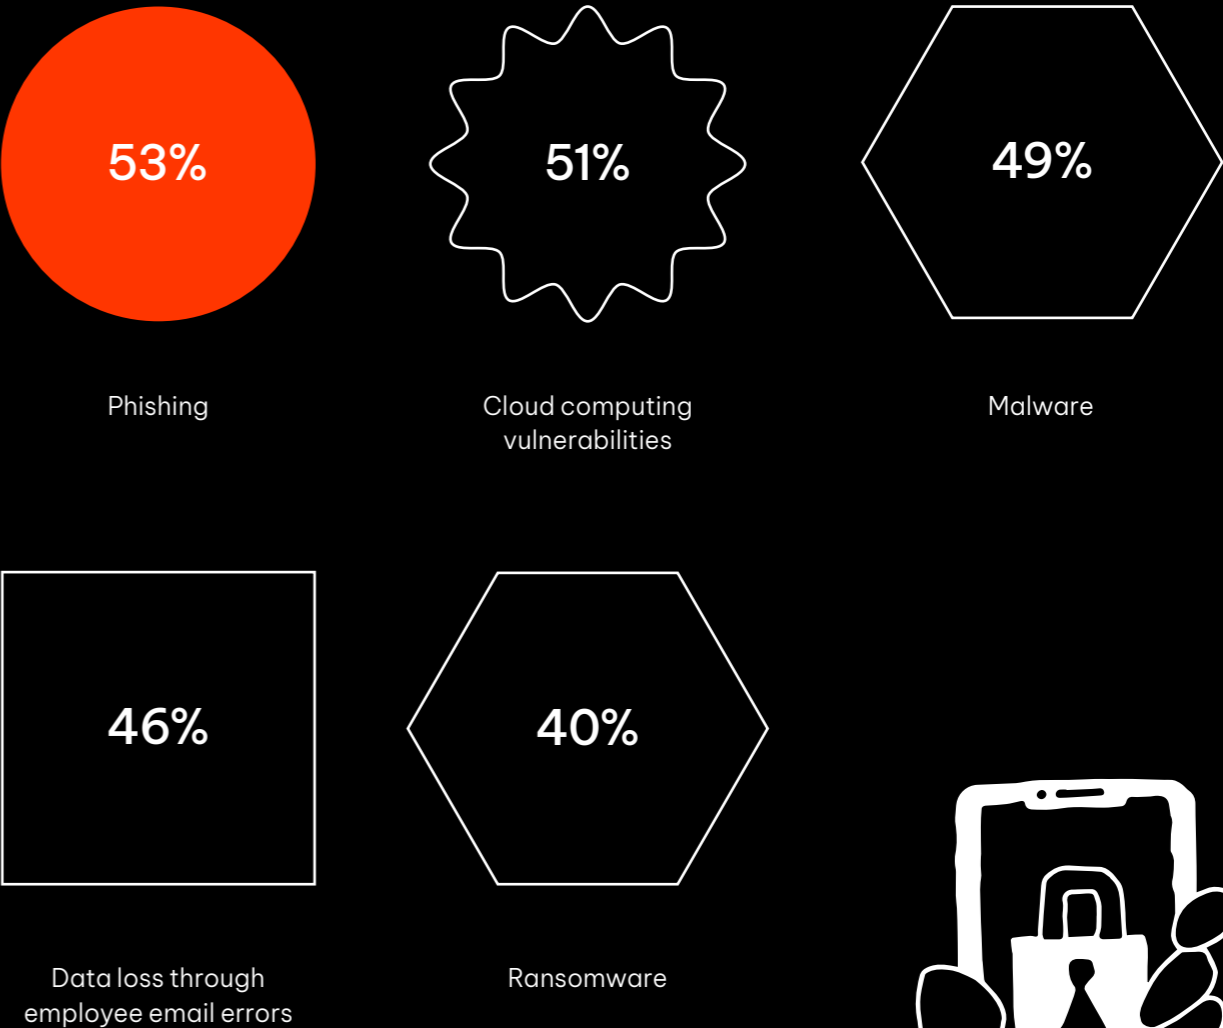 53%
51%
49%
Phishing
Cloud computing
vulnerabilities
Malware
46%
40%
Data loss through
employee email errors
Ransomware